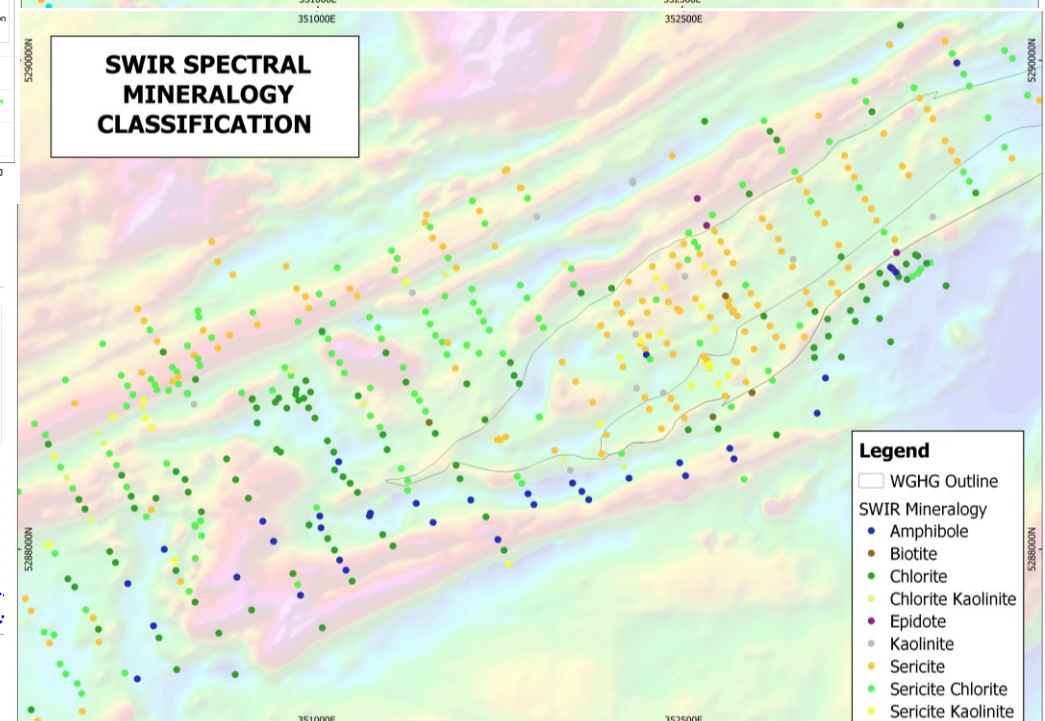 351000E
352500E
5290000N
5290000N
SWIR SPECTRAL
MINERALOGY
CLASSIFICATION
Legend
WGHG Outline
SWIR Mineralogy
Amphibole
Biotite
Chlorite
Chlorite Kaolinite
Epidote
Kaolinite
Sericite
Sericite Chlorite
Sericite Kaolinite
5288000N
5288000N
351000E
352500E